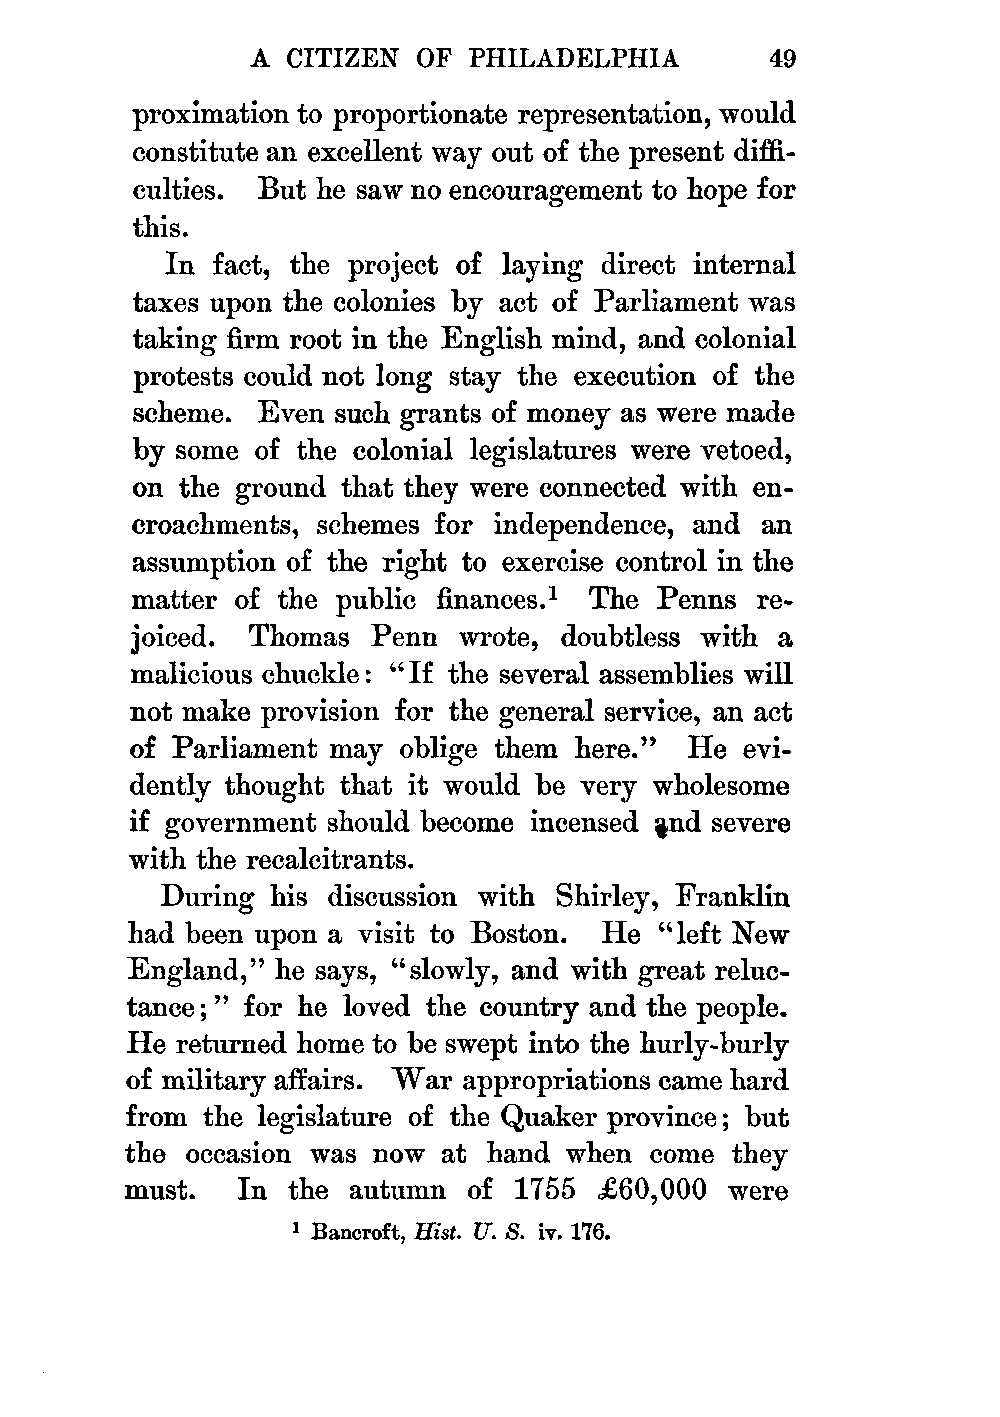 A CITIZEN OF PHILADELPHIA 49
proximation to proportionate representation, would
constitute an excellent way out of the present diffi-
culties. But he saw no encouragement to hope for
this.
In fact, the project of laying direct internal
taxes upon the colonies by act of Parliament was
taking firm root in the English mind, and colonial
protests could not long stay the execution of the
scheme. Even such grants of money as were made
by some of the colonial legislatures were vetoed,
on the ground that they were connected with en-
croachments, schemes for independence, and an
assumption of the right to exercise control in the
matter of the public finances.¹ The Penns re-
joiced. Thomas Penn wrote, doubtless with a
malicious chuckle: “If the several assemblies will
not make provision for the general service, an act
of Parliament may oblige them here.” He evi-
dently thought that it would be very wholesome
if government should become incensed and severe
with the recalcitrants.
During his discussion with Shirley, Franklin
had been upon a visit to Boston. He “left New
England,” he says, “slowly, and with great reluc-
tance;” for he loved the country and the people.
He returned home to be swept into the hurly-burly
of military affairs. War appropriations came hard
from the legislature of the Quaker province; but
the occasion was now at hand when come they
must. In the autumn of 1755 £60,000 were
¹ Bancroft, Hist. U. S. iv. 176.